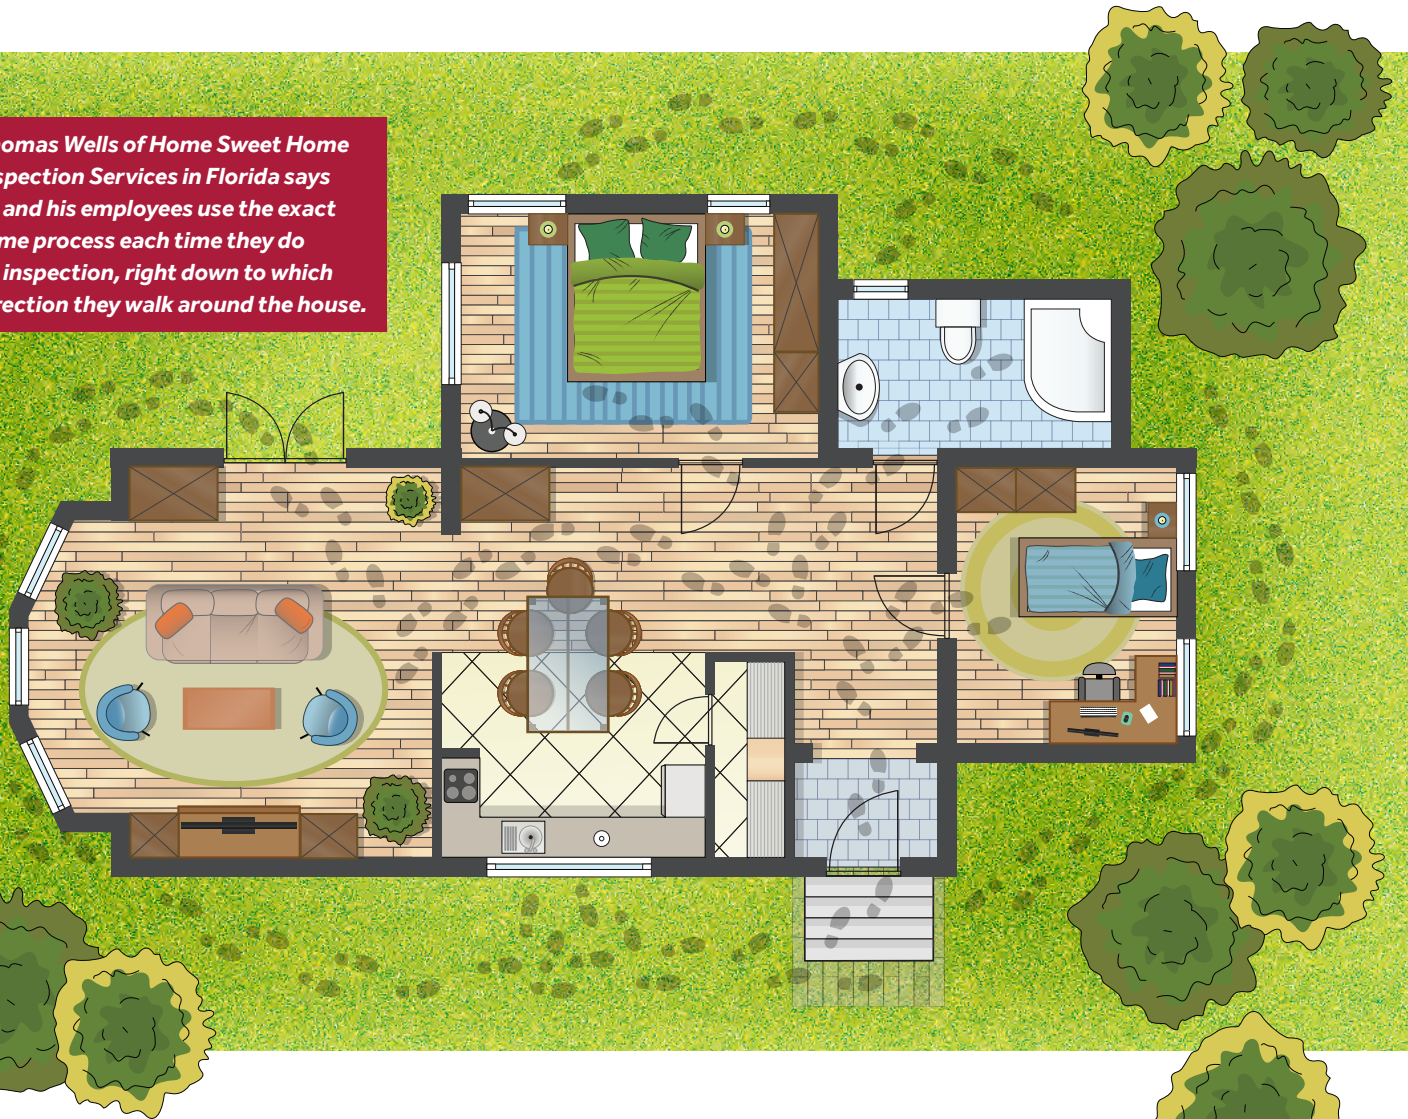 omas Wells of Home Sweet Home
spection Services in Florida says
and his employees use the exact
me process each time they do
inspection, right down to which
rection they walk around the house.